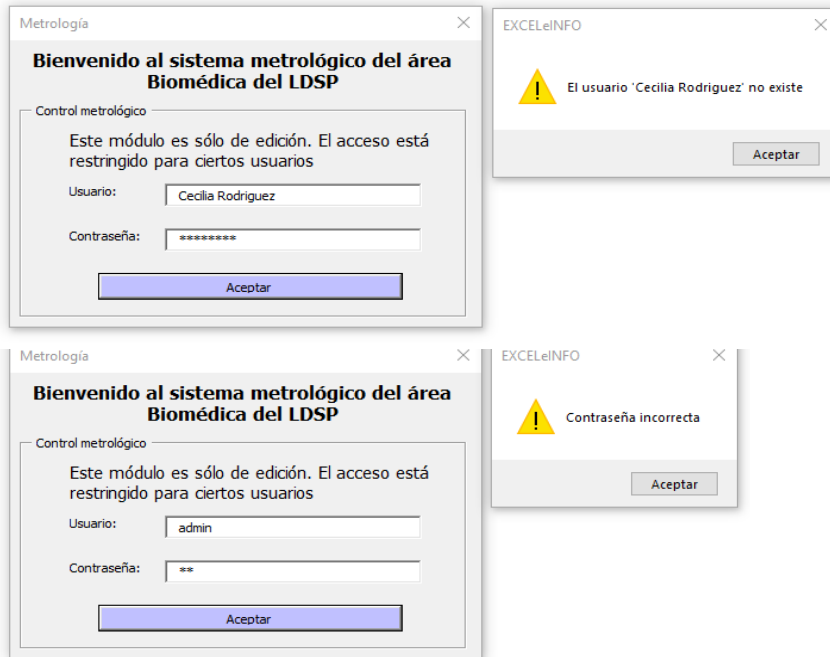 Metrología
Bienvenido al sistema metrológico del área
Biomédica del LDSP
Control metrológico
Este módulo es sólo de edición. El acceso está
restringido para ciertos usuarios
Usuario:
Cecilia Rodriguez
Contraseña:
********
Aceptar
EXCELeINFO
El usuario 'Cecilia Rodriguez' no existe
Aceptar
Metrología
Bienvenido al sistema metrológico del área
Biomédica del LDSP
Control metrológico
Este módulo es sólo de edición. El acceso está
restringido para ciertos usuarios
Usuario:
admin
Contraseña:
**
Aceptar
EXCELeINFO
Contraseña incorrecta
Aceptar